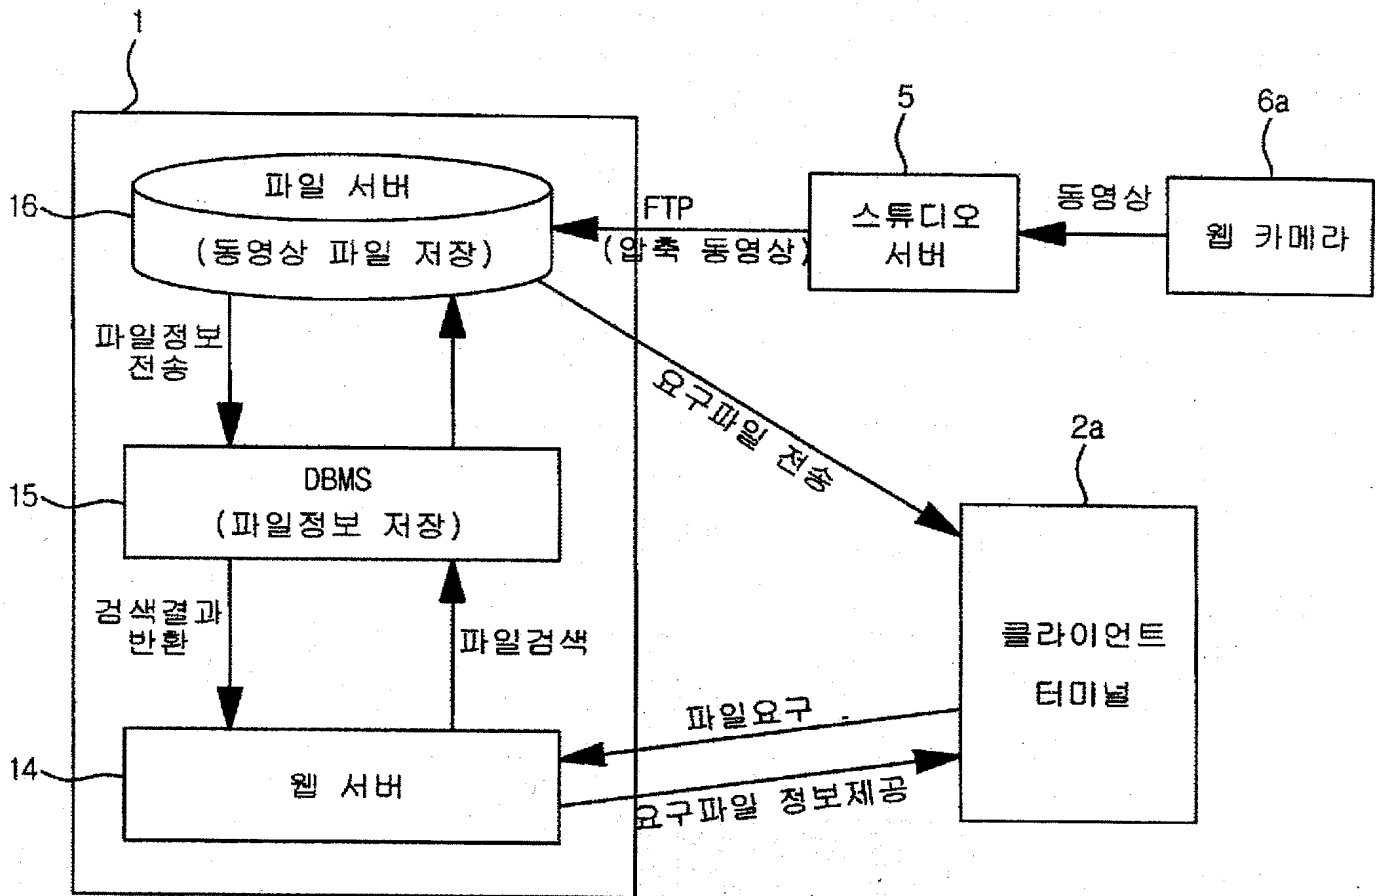 1
5
6a
파일 서버
16
(동영상 파일 저장)
FTP
(압축 동영상)
스튜디오
서버
동영상
웹 카메라
파일정보
전송
요구파일 전송
2a
15
DBMS
(파일정보 저장)
검색결과
반환
파일검색
클라이언트
터미널
파일요구
14
웹 서버
요구파일 정보제공